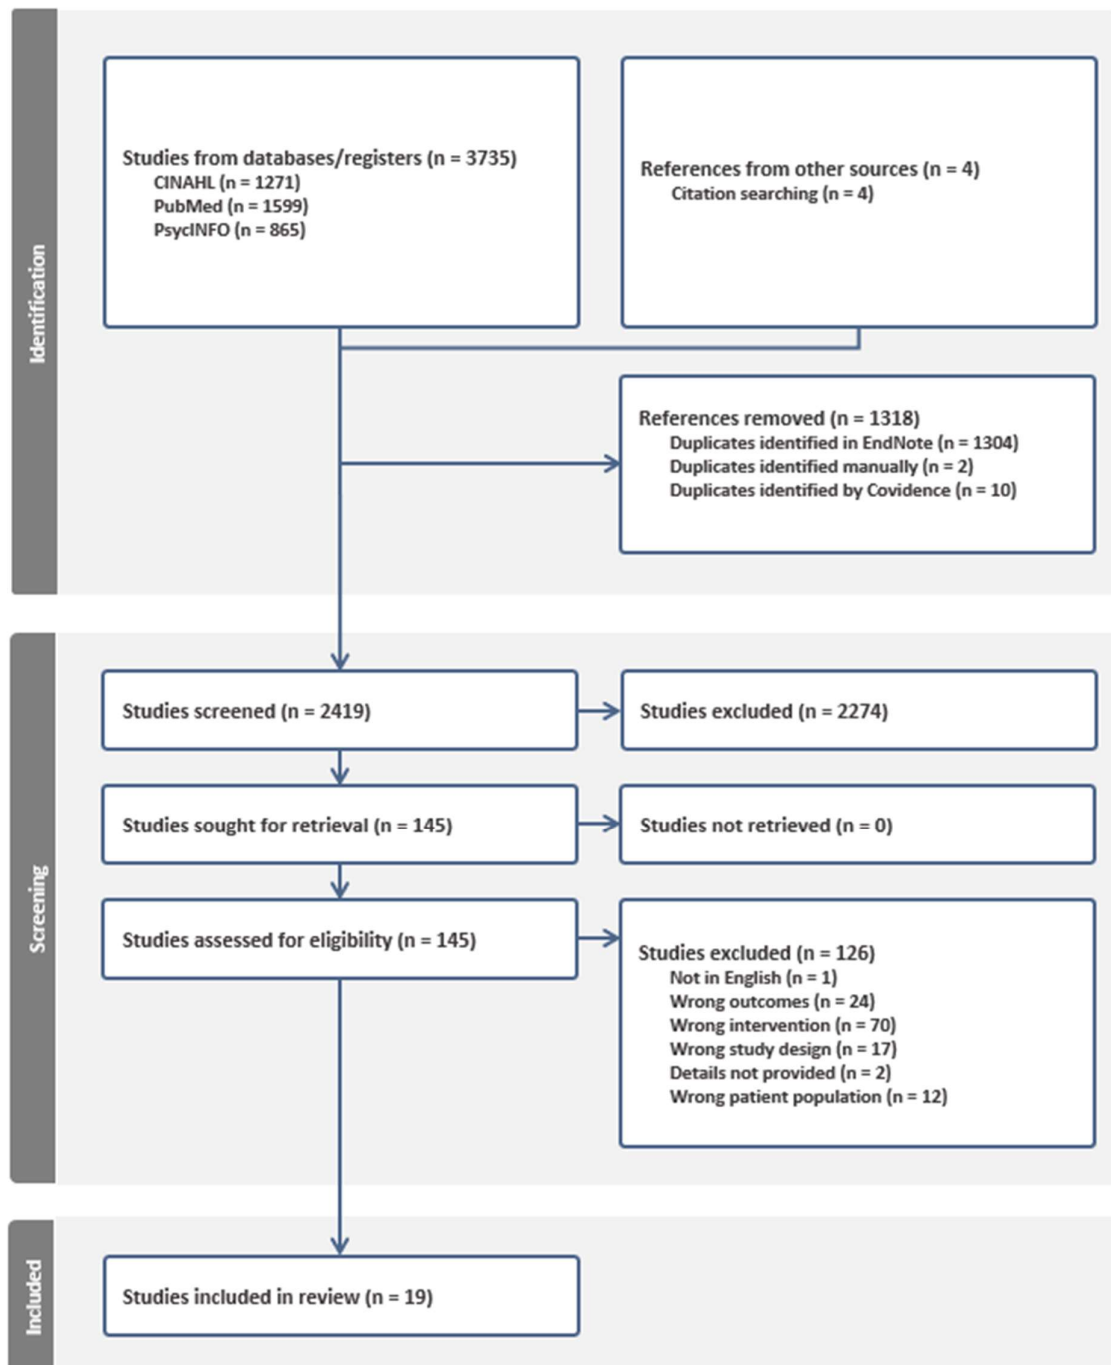 Identification
Studies from databases/registers (n = 3735)
CINAHL (n = 1271)
PubMed (n = 1599)
PsycINFO (n = 865)
References from other sources (n = 4)
Citation searching (n = 4)
References removed (n = 1318)
Duplicates identified in EndNote (n = 1304)
Duplicates identified manually (n = 2)
Duplicates identified by Covidence (n = 10)
Screening
Studies screened (n = 2419)
Studies excluded (n = 2274)
Studies sought for retrieval (n = 145)
Studies not retrieved (n = 0)
Studies assessed for eligibility (n = 145)
Studies excluded (n = 126)
Not in English (n = 1)
Wrong outcomes (n = 24)
Wrong intervention (n = 70)
Wrong study design (n = 17)
Details not provided (n = 2)
Wrong patient population (n = 12)
Included
Studies included in review (n = 19)